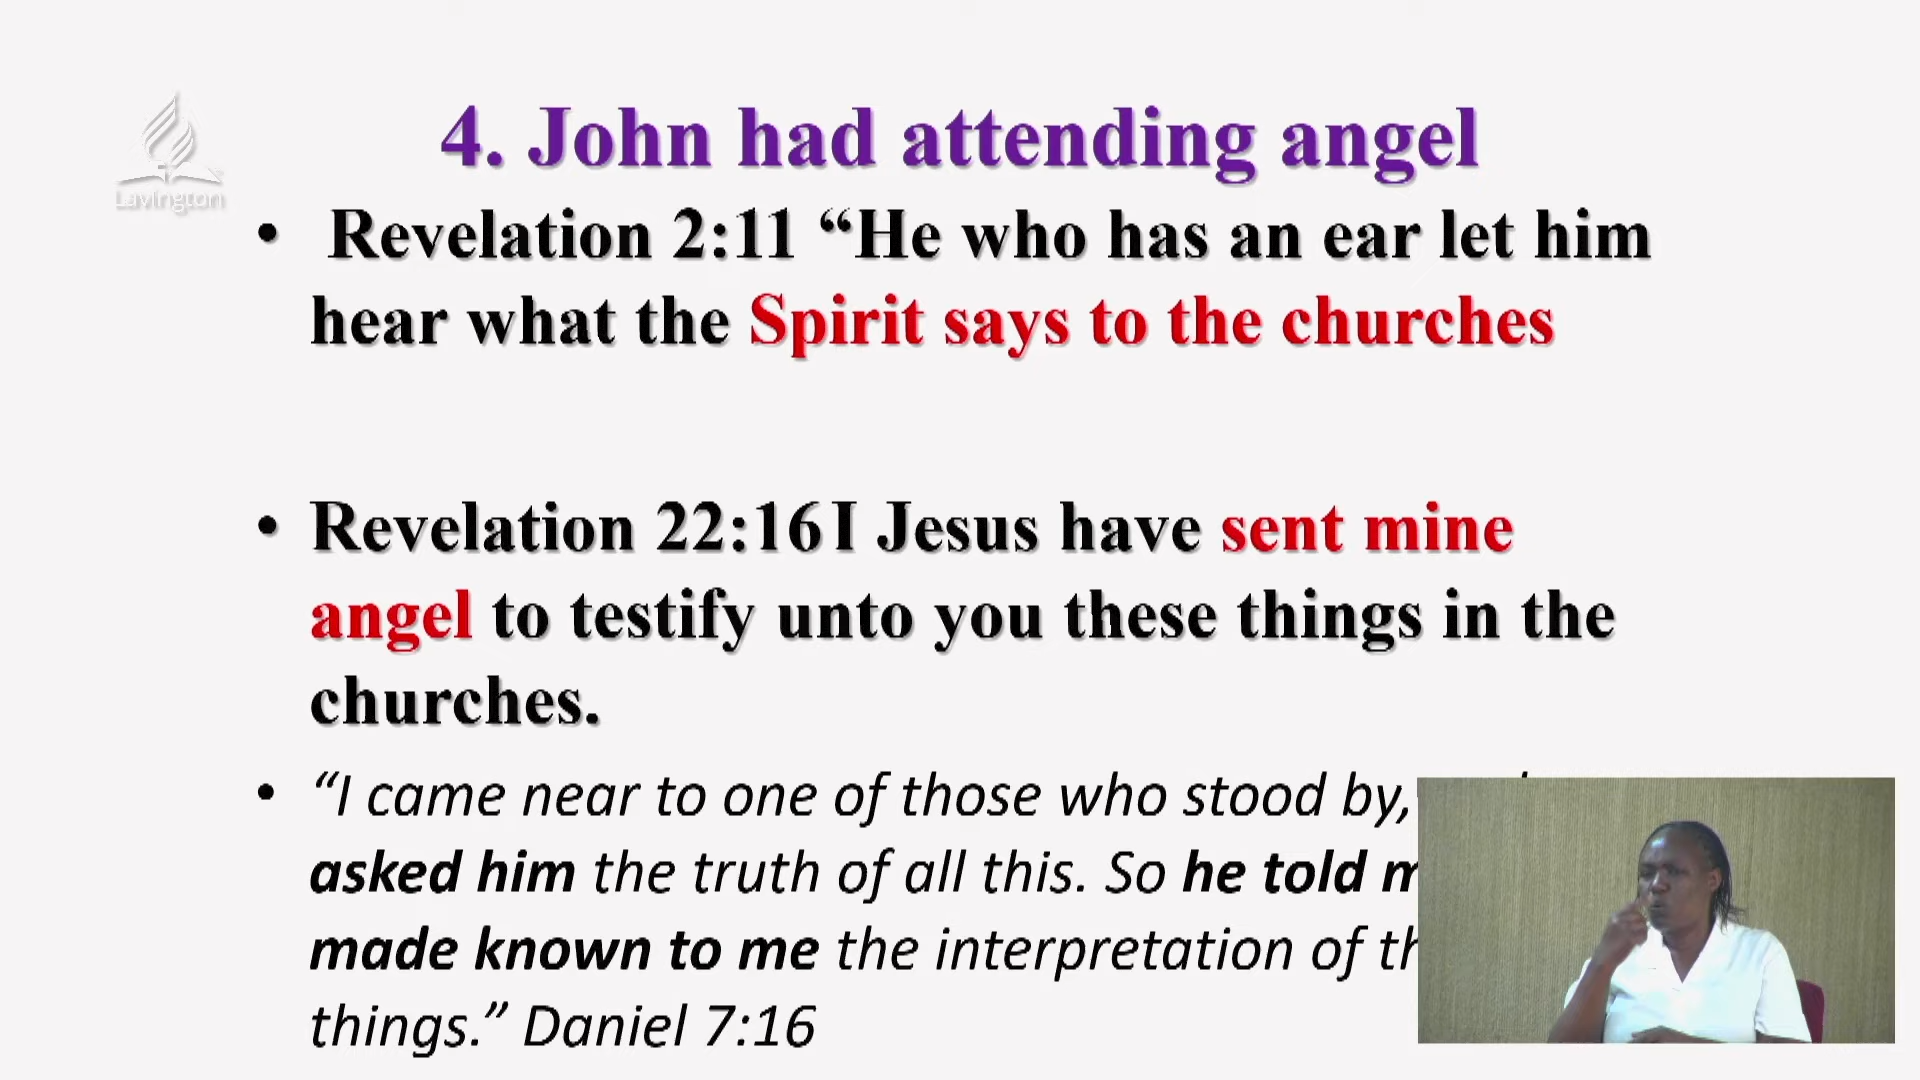 Lavington
4. John had attending angel
• Revelation 2:11 “He who has an ear let him
hear what the Spirit says to the churches
• Revelation 22:16 I Jesus have sent mine
angel to testify unto you these things in the
churches.
• “I came near to one of those who stood by,
asked him the truth of all this. So he told
made known to me the interpretation of
things.” Daniel 7:16